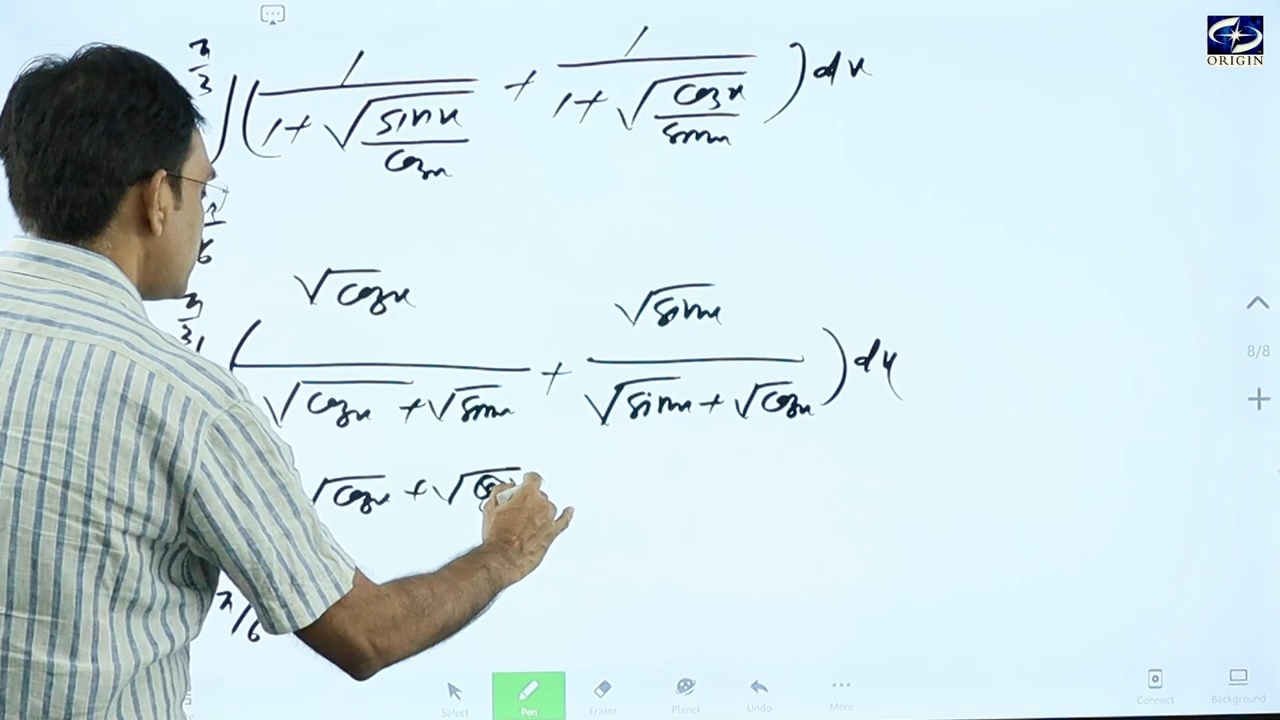 ORIGIN
π/3 ∫ ( 1/(1+√(sinx/cosx)) + 1/(1+√(cosx/sinx)) ) dx
π/6
π/3 ( √cosx/(√cosx + √sinx) + √sinx/(√sinx + √cosx) ) dx
√cosx + √
π/6
8/8
Select Pen Eraser Planet Undo More Connect Background